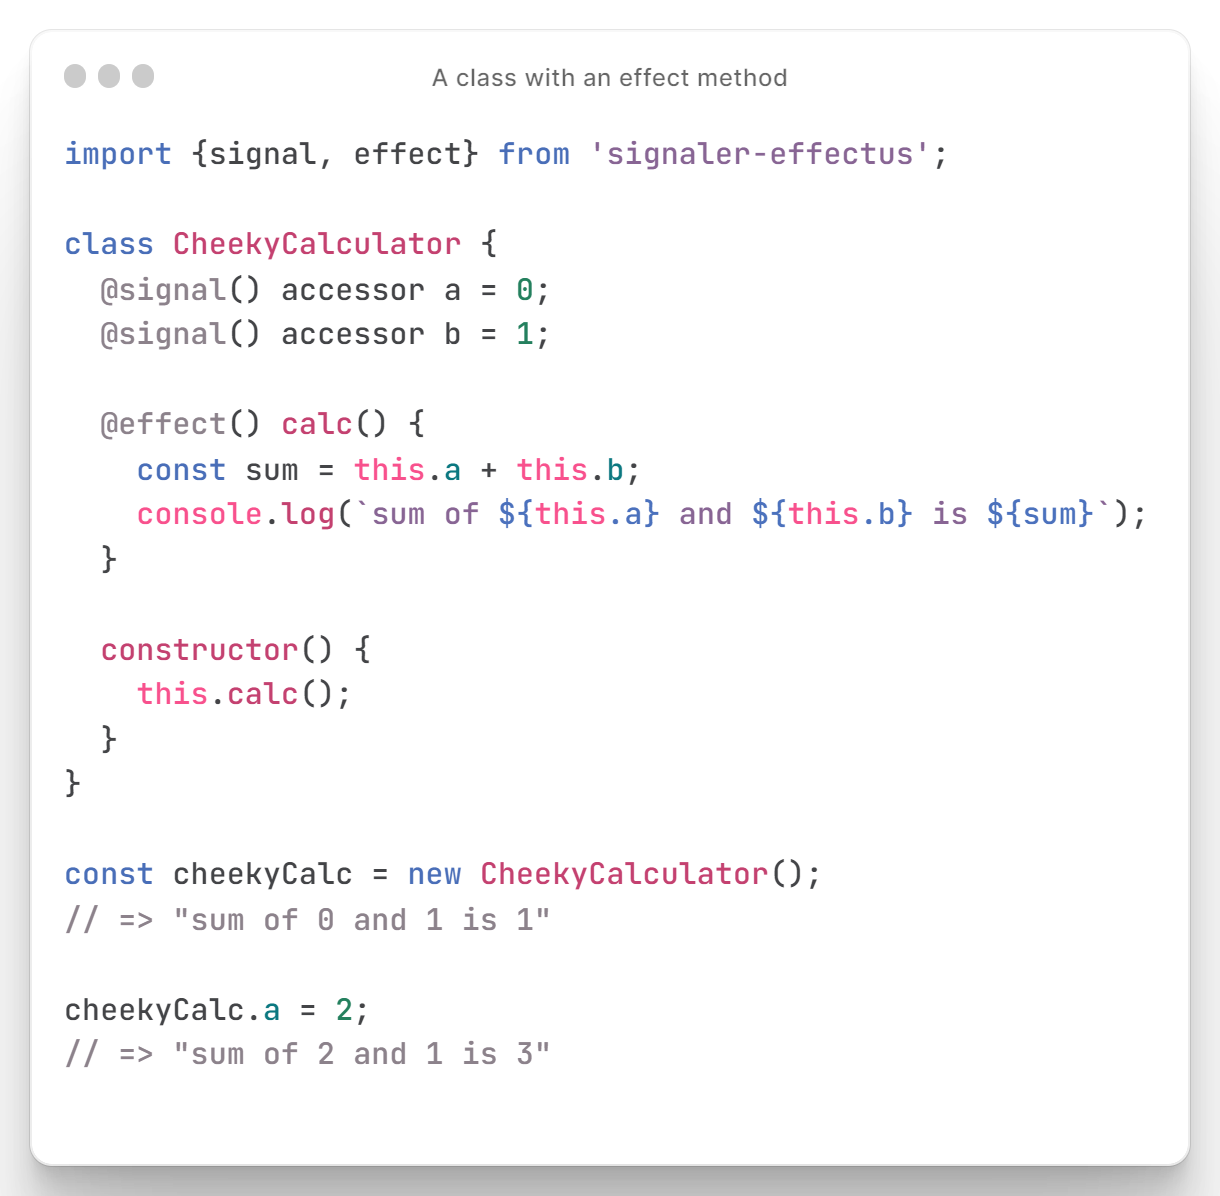 A class with an effect method
import {signal, effect} from 'signaler-effectus';
class CheekyCalculator {
@signal() accessor a = 0;
@signal() accessor b = 1;
@effect() calc() {
const sum = this.a + this.b;
console.log(`sum of ${this.a} and ${this.b} is ${sum}`);
}
constructor() {
this.calc();
}
}
const cheekyCalc = new CheekyCalculator();
// => "sum of 0 and 1 is 1"
cheekyCalc.a = 2;
// => "sum of 2 and 1 is 3"